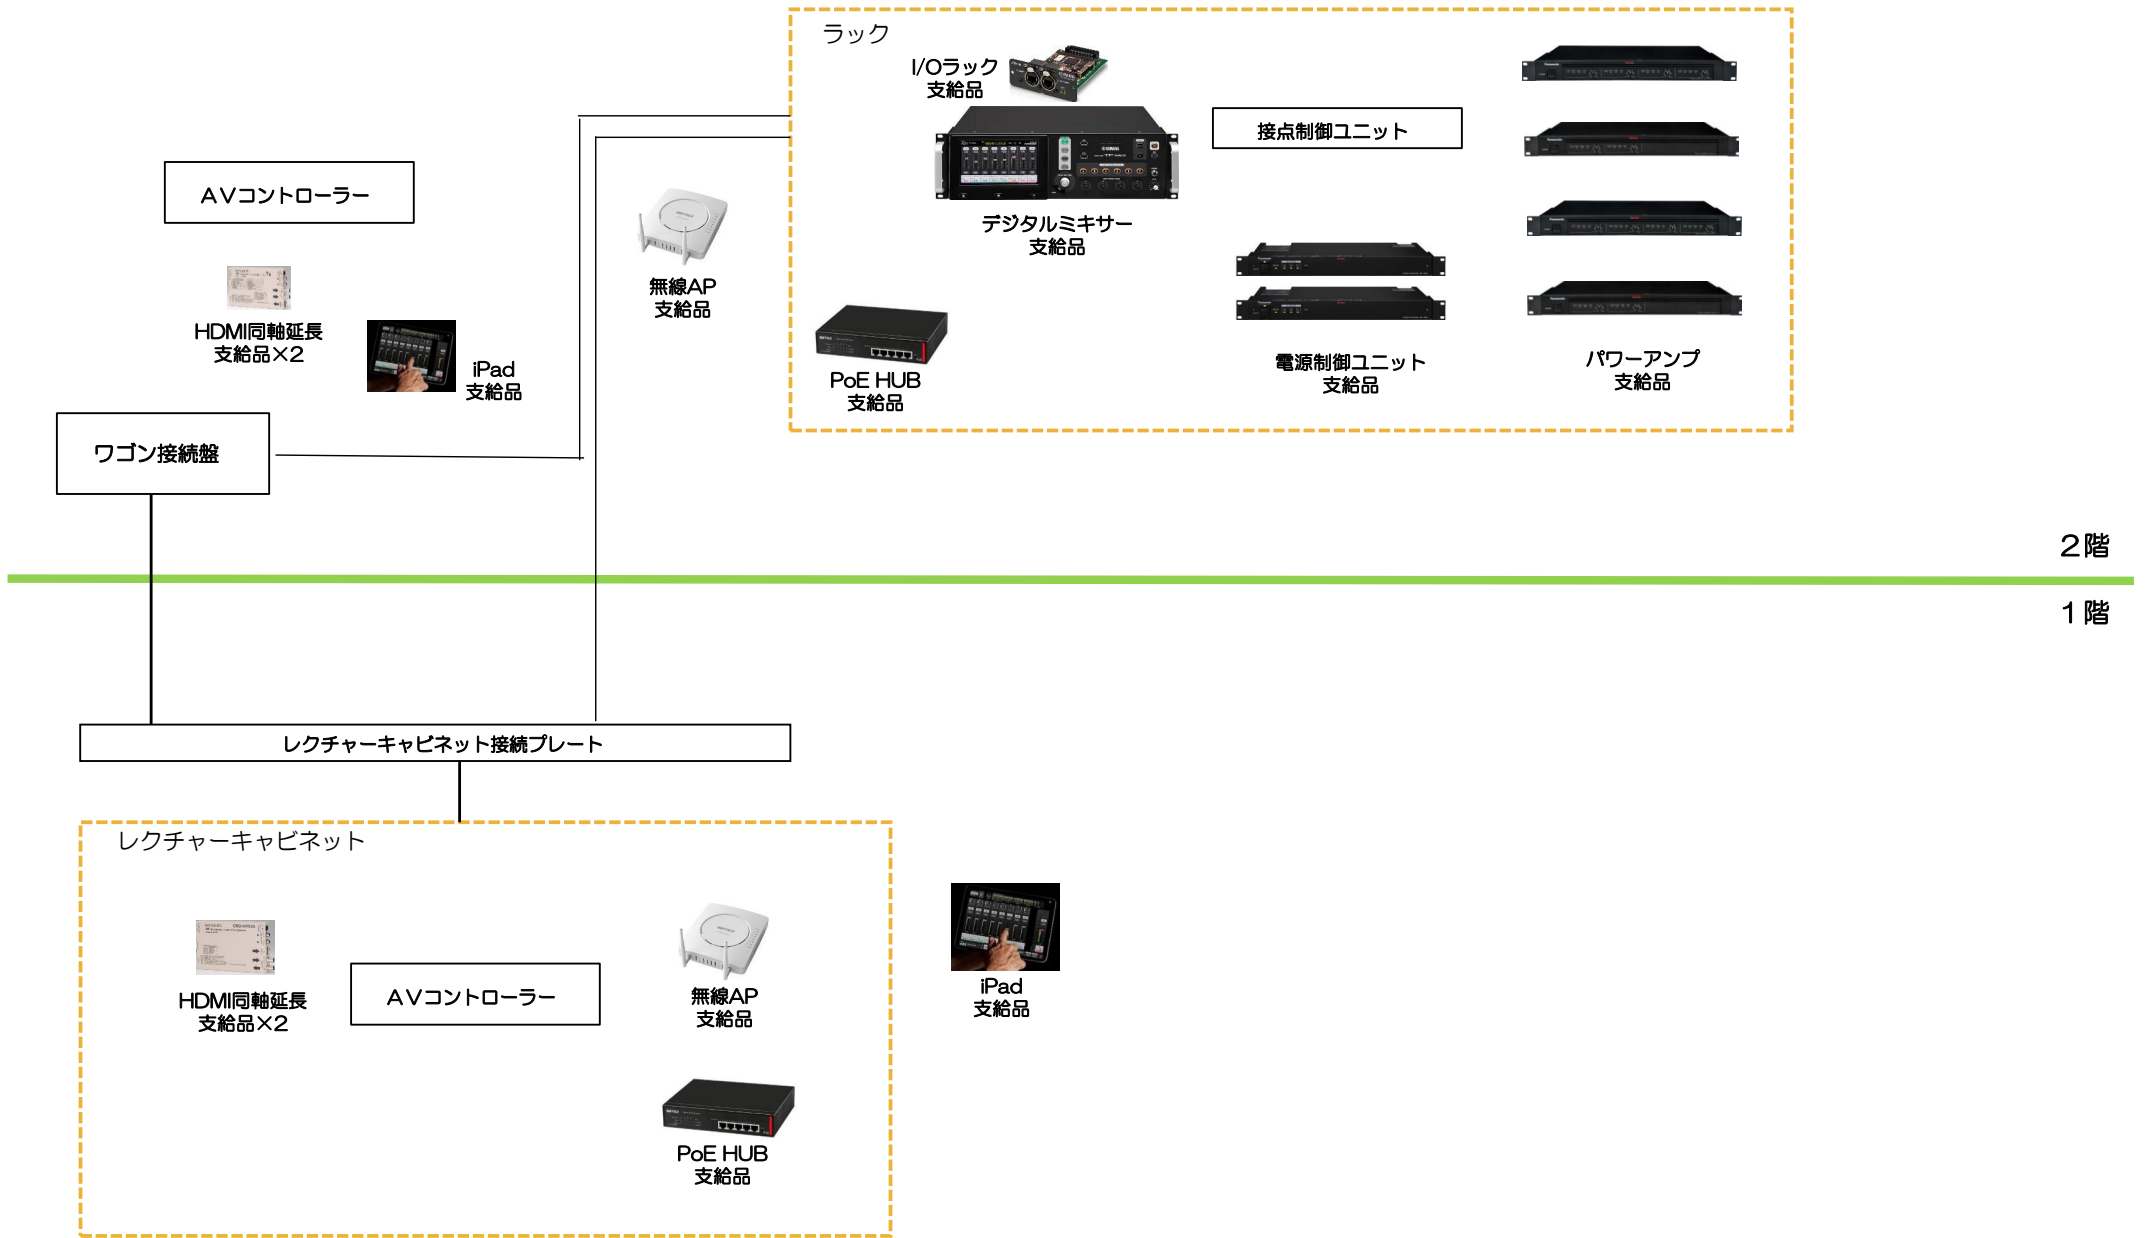 ラック
I/Oラック
支給品
デジタルミキサー
支給品
接点制御ユニット
電源制御ユニット
支給品
パワーアンプ
支給品
PoE HUB
支給品
無線AP
支給品
AVコントローラー
HDMI同軸延長
支給品×2
iPad
支給品
ワゴン接続盤
2階
1階
レクチャーキャビネット接続プレート
レクチャーキャビネット
HDMI同軸延長
支給品×2
AVコントローラー
無線AP
支給品
PoE HUB
支給品
iPad
支給品